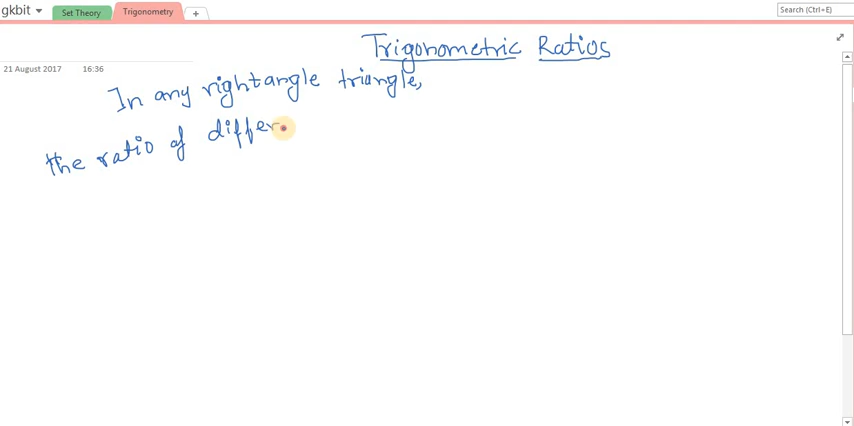 gkbit
Set Theory
Trigonometry
+
Search (Ctrl+E)
Trigonometric Ratios
21 August 2017 16:36
In any rightangle triangle,
the ratio of differ